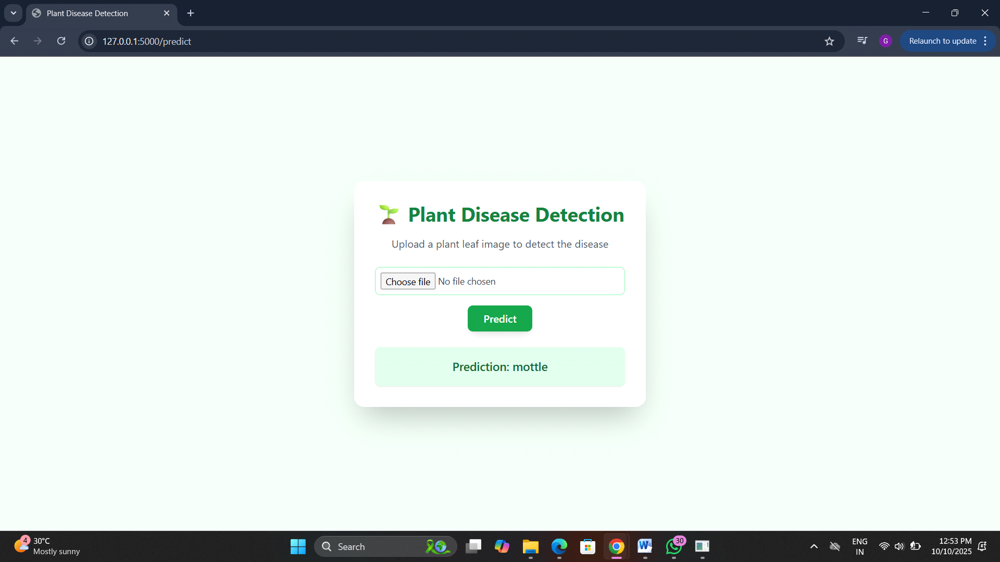 Plant Disease Detection
127.0.0.1:5000/predict
G
Relaunch to update
Plant Disease Detection
Upload a plant leaf image to detect the disease
Choose file No file chosen
Predict
Prediction: mottle
4
30°C
Mostly sunny
Search
30
ENG
IN
12:53 PM
10/10/2025